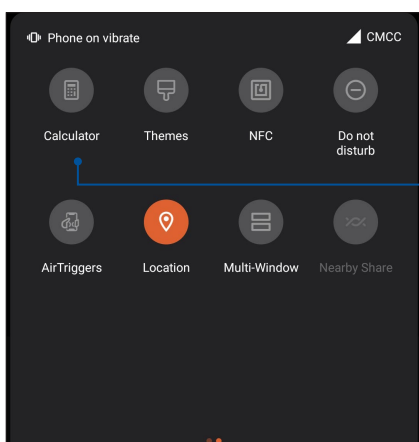 Phone on vibrate CMCC
Calculator Themes NFC Do not
disturb
AirTriggers Location Multi-Window Nearby Share